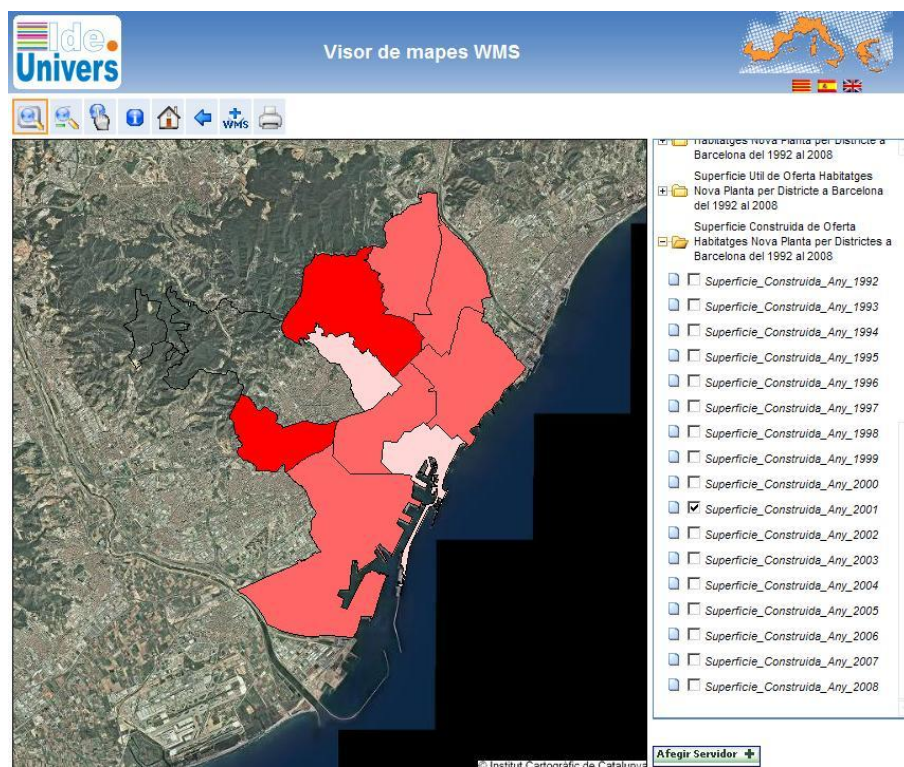 Ide.
Univers
Visor de mapes WMS
WMS
Habitatges Nova Planta per Districte a
Barcelona del 1992 al 2008
Superficie Util de Oferta Habitatges
Nova Planta per Districte a Barcelona
del 1992 al 2008
Superficie Construida de Oferta
Habitatges Nova Planta per Districtes a
Barcelona del 1992 al 2008
Superficie_Construida_Any_1992
Superficie_Construida_Any_1993
Superficie_Construida_Any_1994
Superficie_Construida_Any_1995
Superficie_Construida_Any_1996
Superficie_Construida_Any_1997
Superficie_Construida_Any_1998
Superficie_Construida_Any_1999
Superficie_Construida_Any_2000
Superficie_Construida_Any_2001
Superficie_Construida_Any_2002
Superficie_Construida_Any_2003
Superficie_Construida_Any_2004
Superficie_Construida_Any_2005
Superficie_Construida_Any_2006
Superficie_Construida_Any_2007
Superficie_Construida_Any_2008
Afegir Servidor
© Institut Cartogràfic de Catalunya